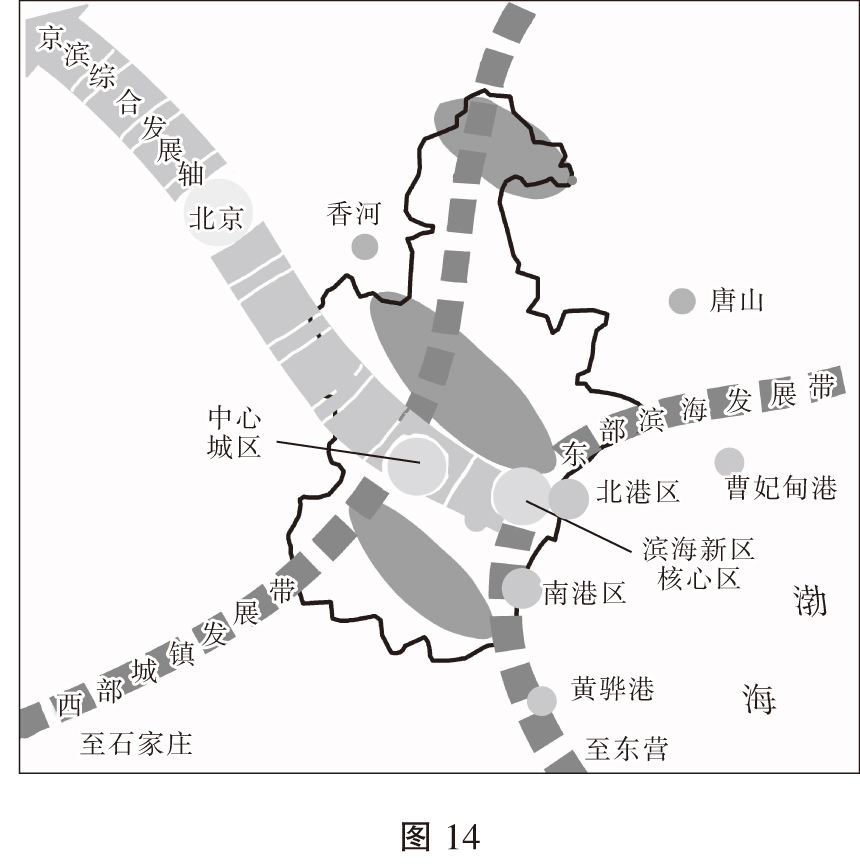 京滨综合发展轴
北京
香河
唐山
中心
城区
东部滨海发展带
曹妃甸港
北港区
滨海新区
核心区
南港区
渤
海
西部城镇发展带
黄骅港
至石家庄
至东营
图 14